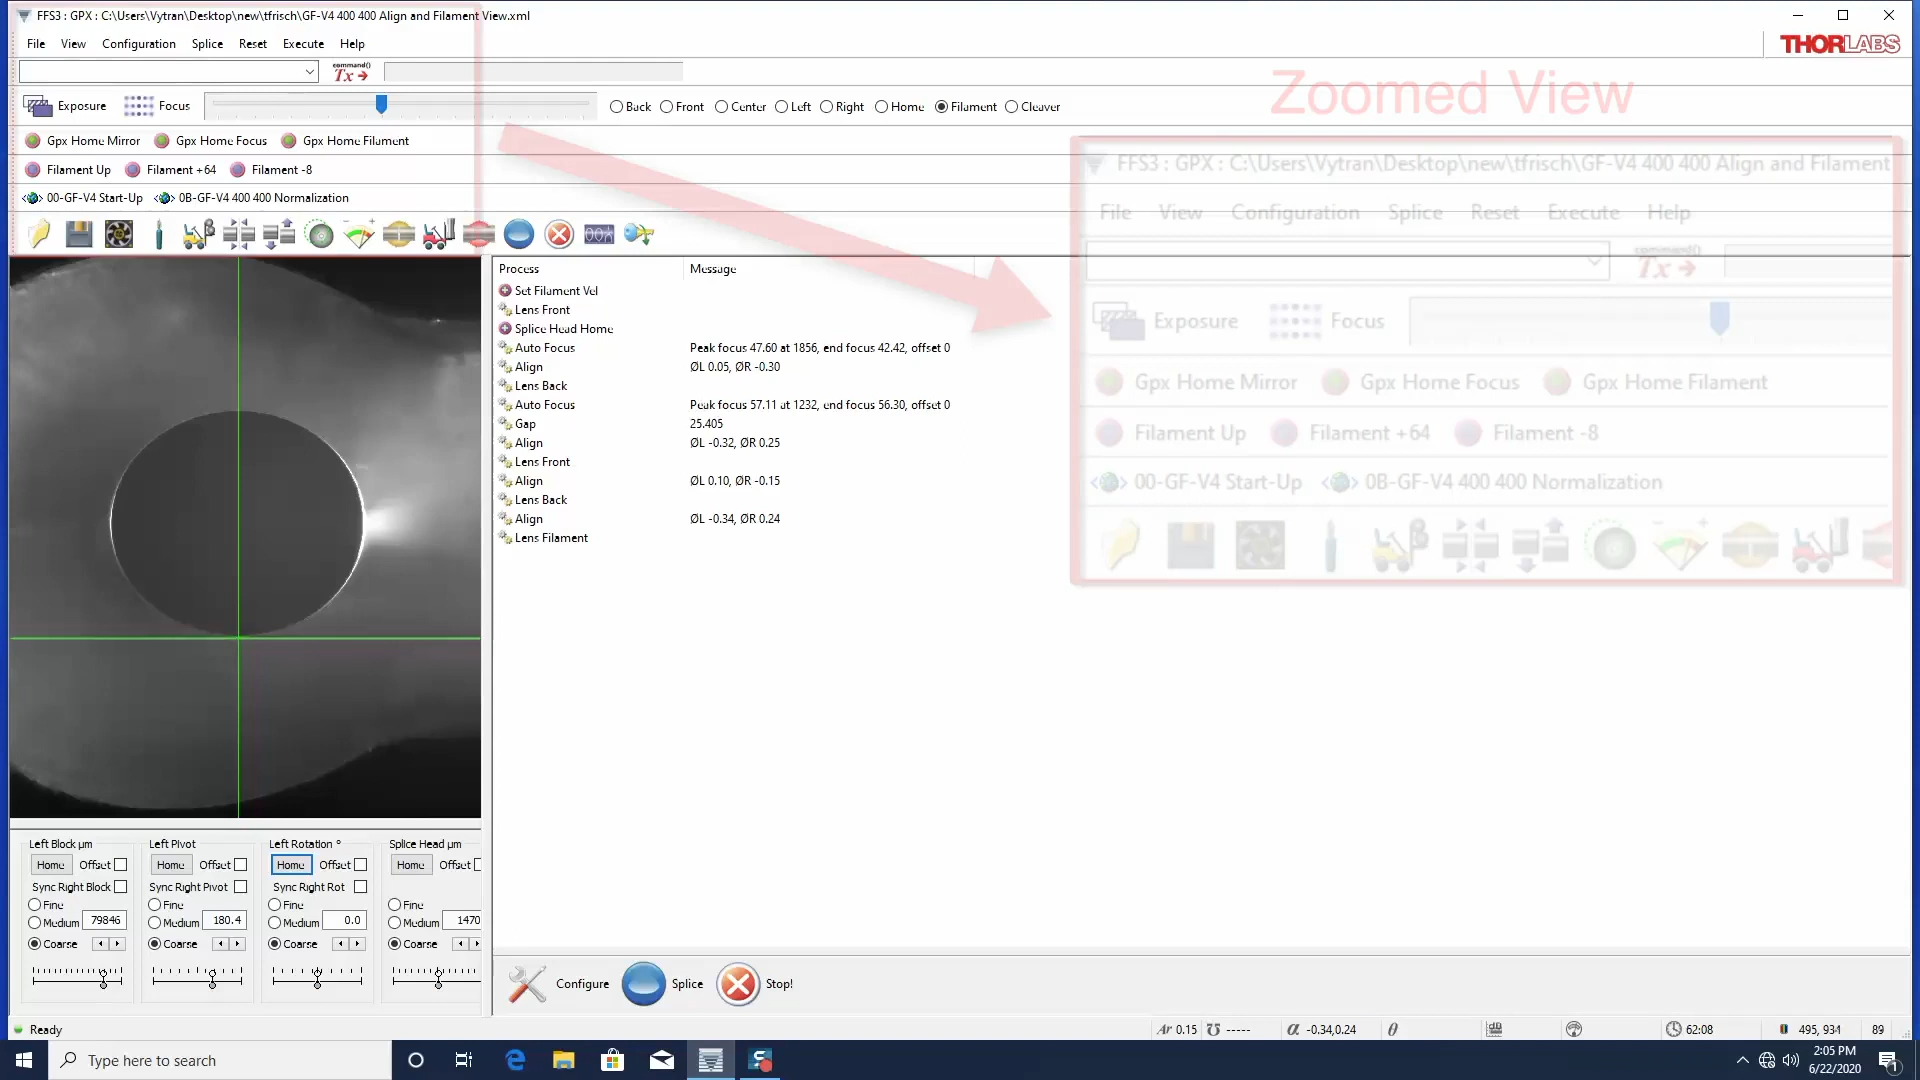 FFS3 : GPX : C:\Users\Vytran\Desktop\new\tfrisch\GF-V4 400 400 Align and Filament View.xml
File View Configuration Splice Reset Execute Help
THORLABS
command()
Tx
Exposure Focus Back Front Center Left Right Home Filament Cleaver
Gpx Home Mirror Gpx Home Focus Gpx Home Filament
Filament Up Filament +64 Filament -8
00-GF-V4 Start-Up 0B-GF-V4 400 400 Normalization
Zoomed View
FFS3 : GPX : C:\Users\Vytran\Desktop\new\tfrisch\GF-V4 400 400 Align and Filament
File View Configuration Splice Reset Execute Help
command()
Tx
Exposure Focus
Gpx Home Mirror Gpx Home Focus Gpx Home Filament
Filament Up Filament +64 Filament -8
00-GF-V4 Start-Up 0B-GF-V4 400 400 Normalization
Process Message
Set Filament Vel
Lens Front
Splice Head Home
Auto Focus Peak focus 47.60 at 1856, end focus 42.42, offset 0
Align ØL 0.05, ØR -0.30
Lens Back
Auto Focus Peak focus 57.11 at 1232, end focus 56.30, offset 0
Gap 25.405
Align ØL -0.32, ØR 0.25
Lens Front
Align ØL 0.10, ØR -0.15
Lens Back
Align ØL -0.34, ØR 0.24
Lens Filament
Left Block µm Left Pivot Left Rotation ° Splice Head µm
Home Offset Home Offset Home Offset Home Offset
Sync Right Block Sync Right Pivot Sync Right Rot
Fine Fine Fine Fine
Medium 79846 Medium 180.4 Medium 0.0 Medium 1470
Coarse Coarse Coarse Coarse
Configure Splice Stop!
Ready Ar 0.15 ----- α -0.34,0.24 θ dB 62:08 495, 934 89
Type here to search
2:05 PM
6/22/2020
1